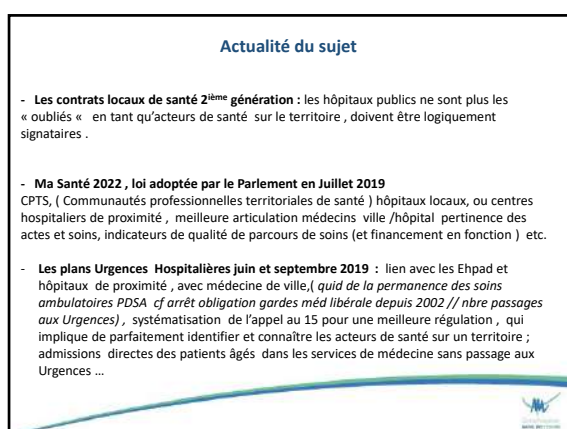 Actualité du sujet
- Les contrats locaux de santé 2ième génération : les hôpitaux publics ne sont plus les
« oubliés « en tant qu'acteurs de santé sur le territoire , doivent être logiquement
signataires .
- Ma Santé 2022 , loi adoptée par le Parlement en Juillet 2019
CPTS, ( Communautés professionnelles territoriales de santé ) hôpitaux locaux, ou centres
hospitaliers de proximité , meilleure articulation médecins ville /hôpital pertinence des
actes et soins, indicateurs de qualité de parcours de soins (et financement en fonction ) etc.
- Les plans Urgences Hospitalières juin et septembre 2019 : lien avec les Ehpad et
hôpitaux de proximité , avec médecine de ville,( quid de la permanence des soins
ambulatoires PDSA cf arrêt obligation gardes méd libérale depuis 2002 // nbre passages
aux Urgences) , systématisation de l'appel au 15 pour une meilleure régulation , qui
implique de parfaitement identifier et connaître les acteurs de santé sur un territoire ;
admissions directes des patients âgés dans les services de médecine sans passage aux
Urgences …